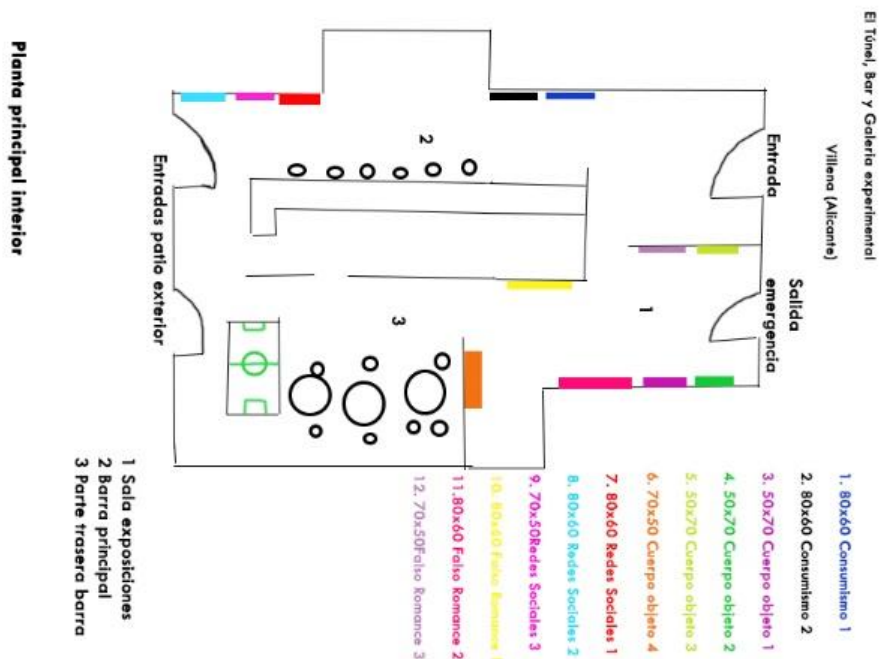 El Túnel, Bar y Galeria experimental
Villena (Alicante)
Entrada
Salida
emergencia
1
2
3
Entradas patio exterior
Planta principal interior
1. 80x60 Consumismo 1
2. 80x60 Consumismo 2
3. 50x70 Cuerpo objeto 1
4. 50x70 Cuerpo objeto 2
5. 50x70 Cuerpo objeto 3
6. 70x50 Cuerpo objeto 4
7. 80x60 Redes Sociales 1
8. 80x60 Redes Sociales 2
9. 70x50Redes Sociales 3
10. 80x60 Falso Romance 1
11.80x60 Falso Romance 2
12. 70x50Falso Romance 3
1 Sala exposiciones
2 Barra principal
3 Parte trasera barra